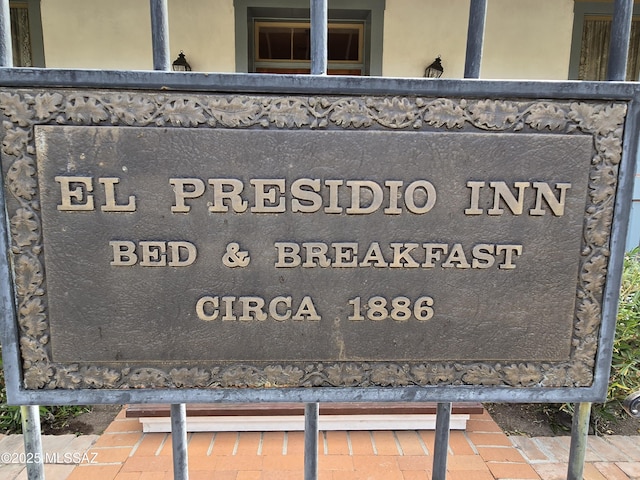 EL PRESIDIO INN
BED & BREAKFAST
CIRCA 1886
©2025 MLSSAZ